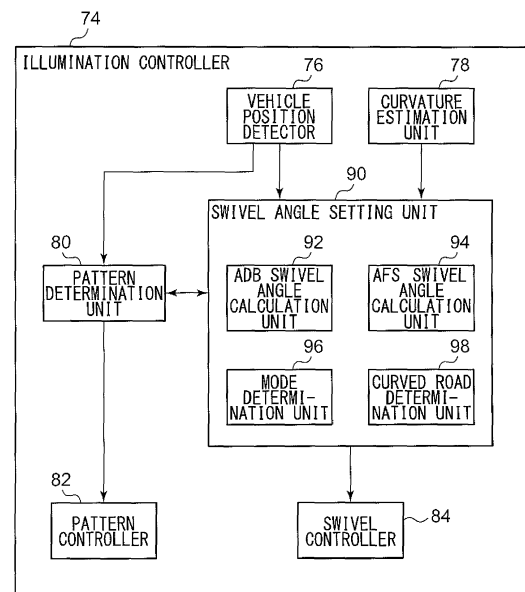 74
ILLUMINATION CONTROLLER
76
78
VEHICLE
POSITION
DETECTOR
CURVATURE
ESTIMATION
UNIT
90
SWIVEL ANGLE SETTING UNIT
80
PATTERN
DETERMINATION
UNIT
92
94
ADB SWIVEL
ANGLE
CALCULATION
UNIT
AFS SWIVEL
ANGLE
CALCULATION
UNIT
96
98
MODE
DETERMI-
NATION UNIT
CURVED ROAD
DETERMI-
NATION UNIT
82
PATTERN
CONTROLLER
SWIVEL
CONTROLLER
84